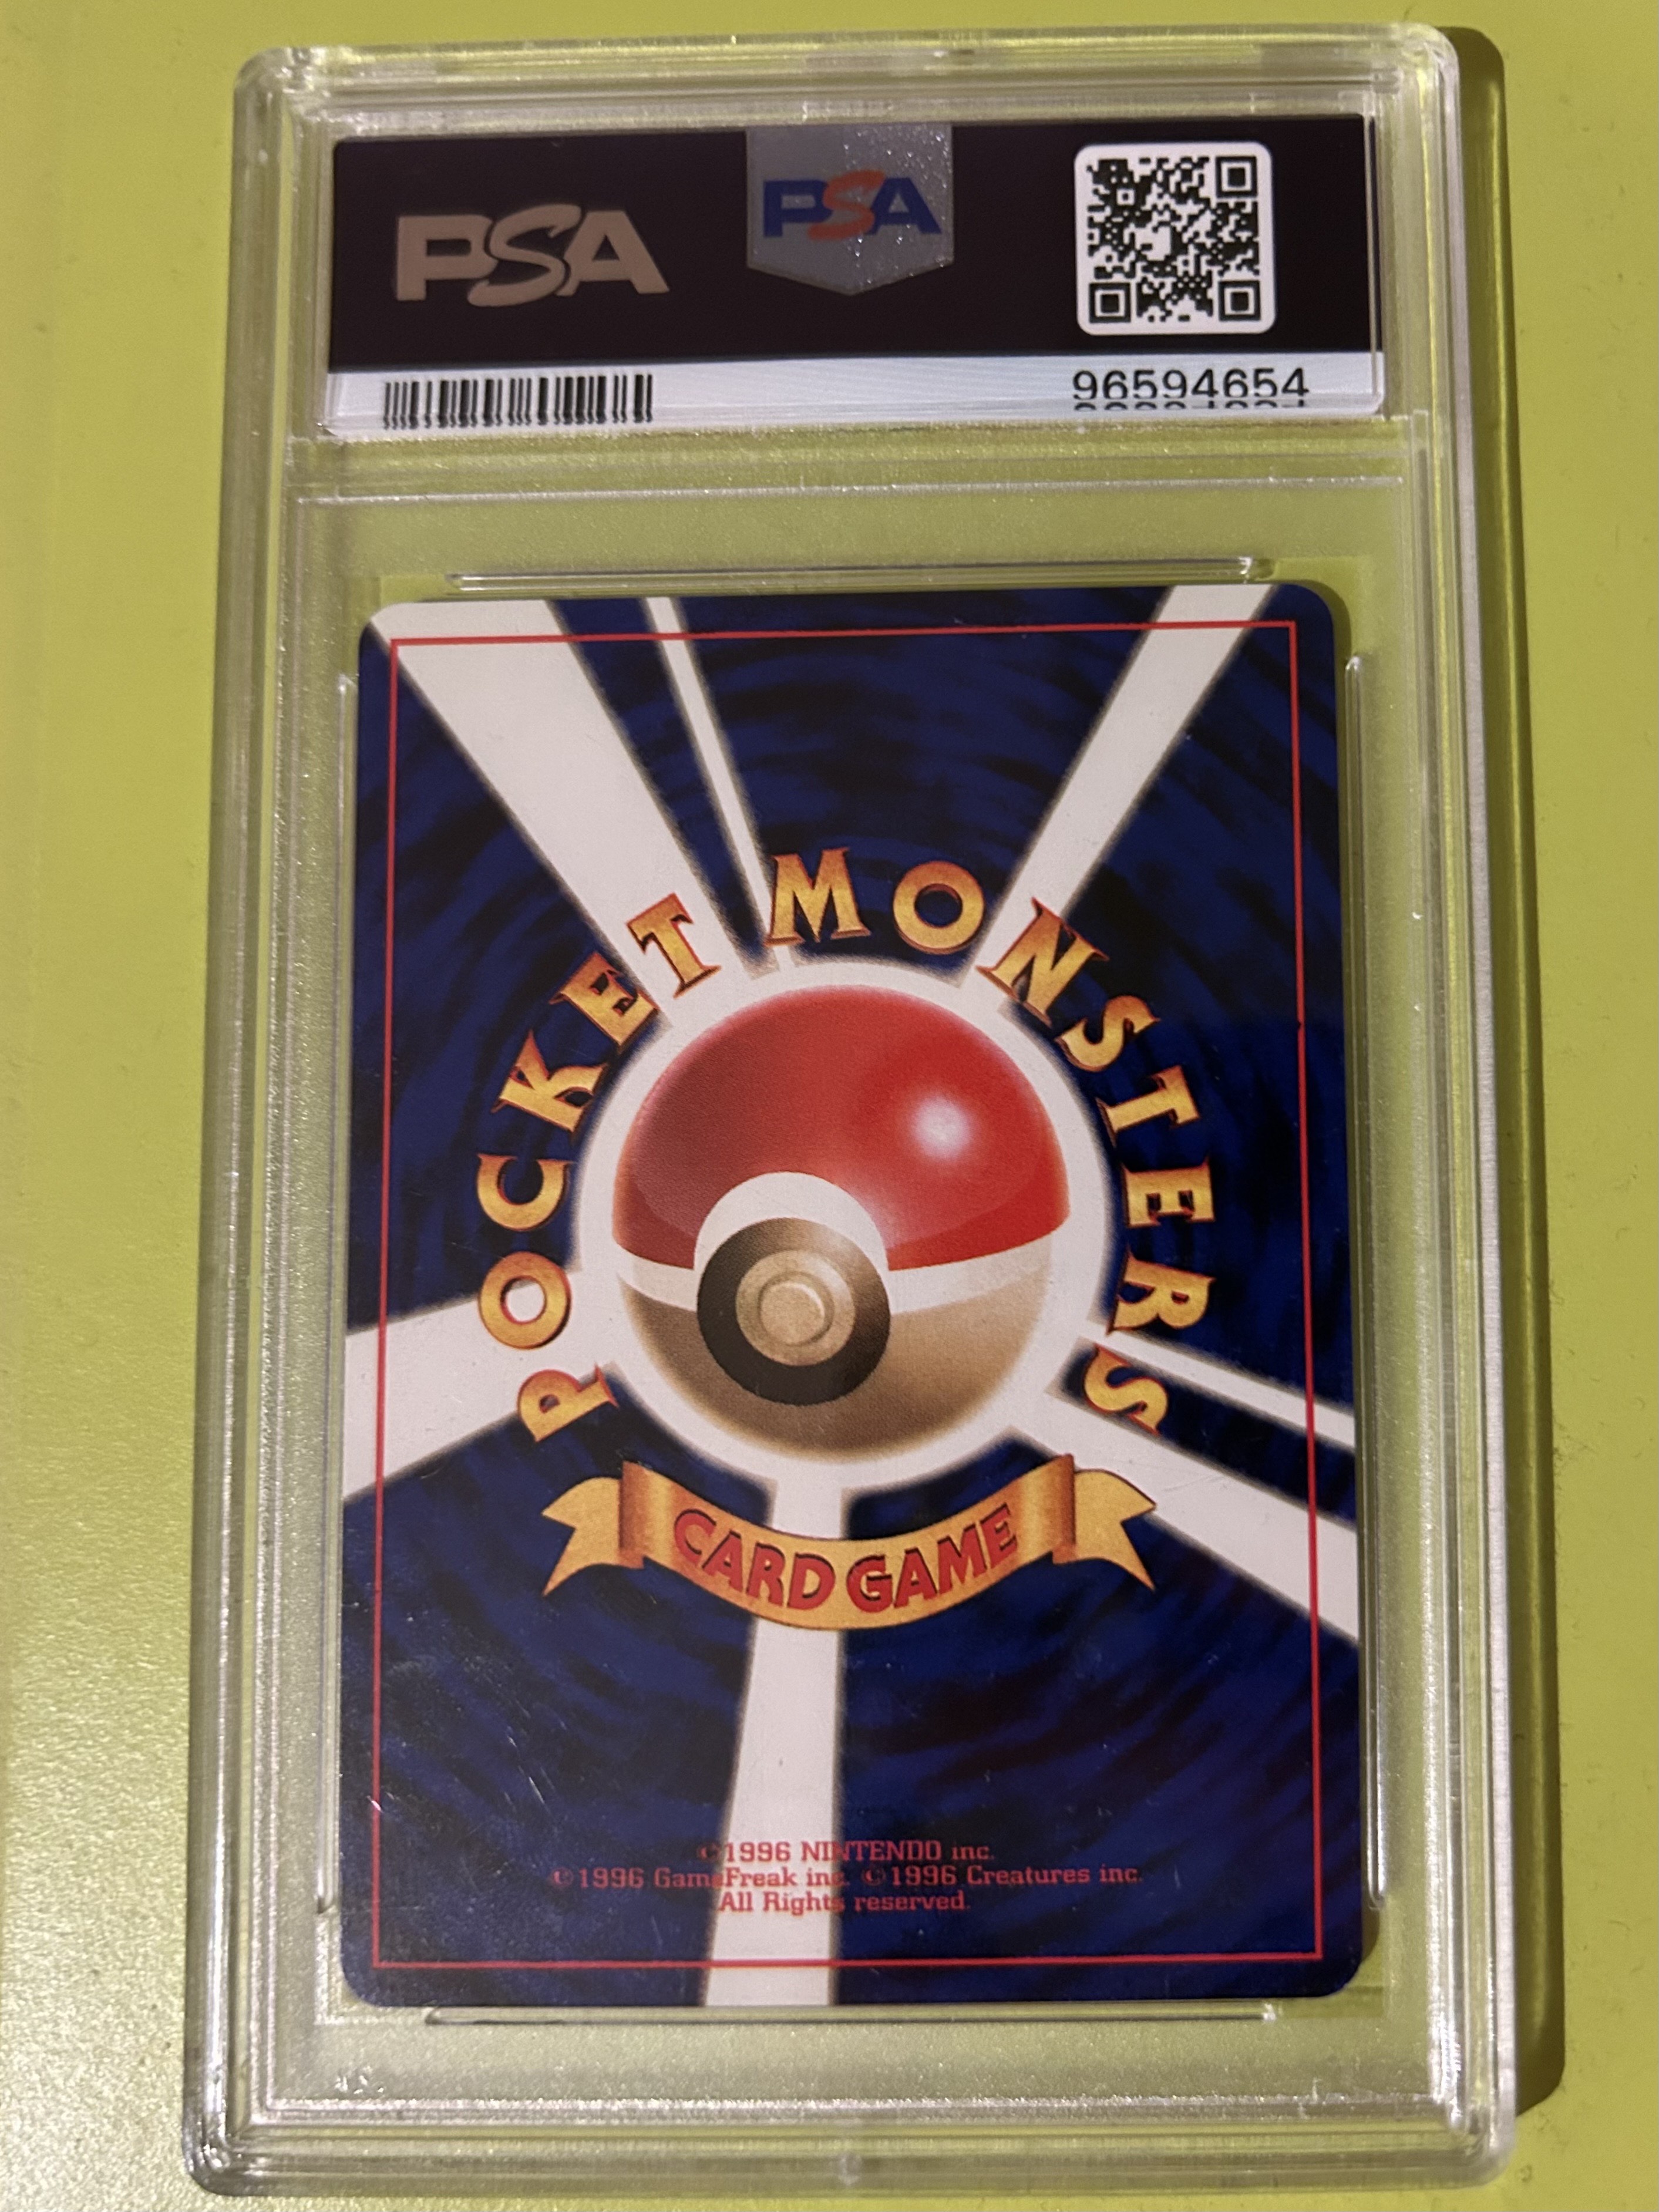 PSA
PSA
96594654
POCKET MONSTERS
CARD GAME
©1996 NINTENDO inc.
©1996 GameFreak inc. ©1996 Creatures inc.
All Rights reserved.